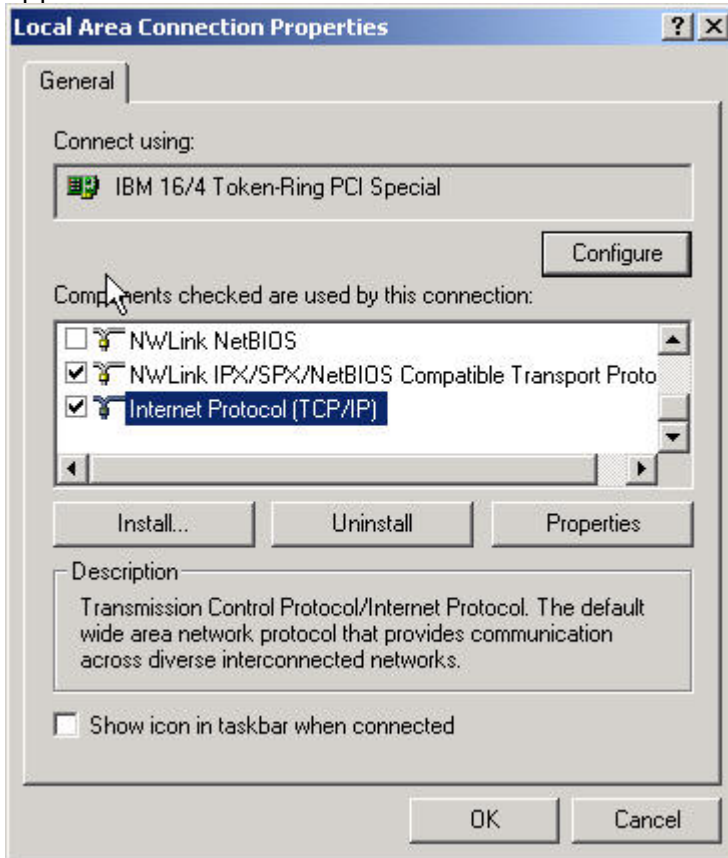 Local Area Connection Properties
General
Connect using:
IBM 16/4 Token-Ring PCI Special
Configure
Components checked are used by this connection:
NWLink NetBIOS
NWLink IPX/SPX/NetBIOS Compatible Transport Proto
Internet Protocol (TCP/IP)
Install... Uninstall Properties
Description
Transmission Control Protocol/Internet Protocol. The default
wide area network protocol that provides communication
across diverse interconnected networks.
Show icon in taskbar when connected
OK Cancel